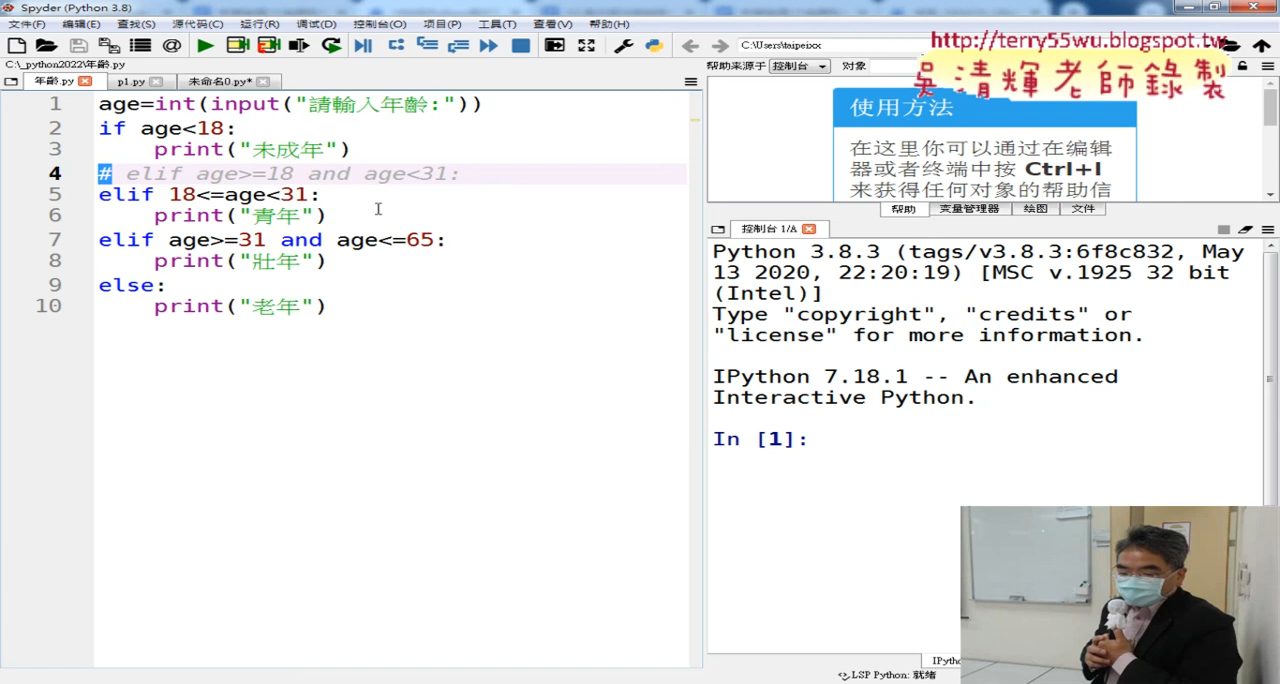 Spyder (Python 3.8)
文件(F) 编辑(E) 查找(S) 源代码(C) 运行(R) 调试(D) 控制台(O) 项目(P) 工具(T) 查看(V) 帮助(H)
C:\Users\taipeixx
http://terry55wu.blogspot.tw
吳清輝老師錄製
C:\_python2022\年龄.py
帮助来源于 控制台 对象
年龄.py p1.py 未命名0.py*
1 age=int(input("請輸入年齡:"))
2 if age<18:
3 print("未成年")
4 # elif age>=18 and age<31:
5 elif 18<=age<31:
6 print("青年")
7 elif age>=31 and age<=65:
8 print("壯年")
9 else:
10 print("老年")
使用方法
在这里你可以通过在编辑
器或者终端中按 Ctrl+I
来获得任何对象的帮助信
帮助 变量管理器 绘图 文件
控制台 1/A
Python 3.8.3 (tags/v3.8.3:6f8c832, May
13 2020, 22:20:19) [MSC v.1925 32 bit
(Intel)]
Type "copyright", "credits" or
"license" for more information.
IPython 7.18.1 -- An enhanced
Interactive Python.
In [1]:
LSP Python: 就绪